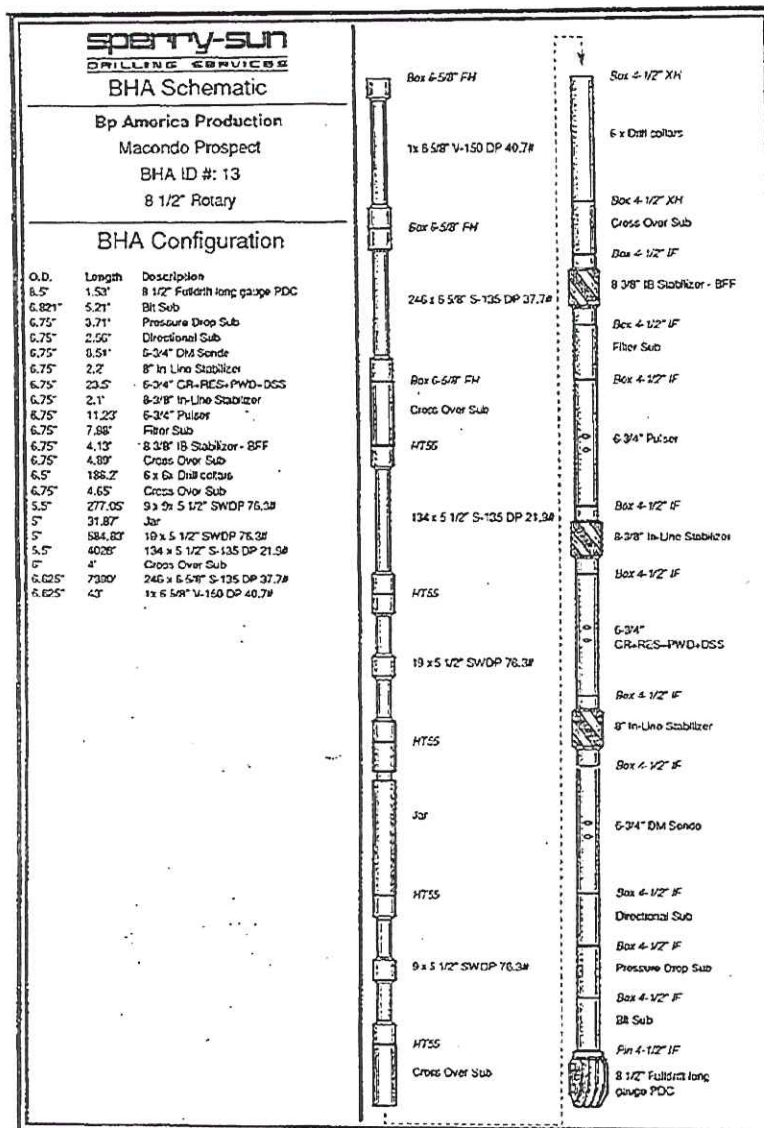 sperry-sun
DRILLING SERVICES
BHA Schematic
Bp America Production
Macondo Prospect
BHA ID #: 13
8 1/2" Rotary
BHA Configuration
O.D. Length Description
8.5" 1.53' 8 1/2" Fulldrift long gauge PDC
6.821" 5.21' Bit Sub
6.75" 3.71' Pressure Drop Sub
6.75" 2.56' Directional Sub
6.75" 8.51' 6-3/4" DM Sonde
6.75" 2.2' 8" In Line Stabilizer
6.75" 23.5' 6-3/4" GR+RES+PWD+DSS
6.75" 2.1' 8-3/8" In-Line Stabilizer
6.75" 11.23' 6-3/4" Pulser
6.75" 7.98' Filter Sub
6.75" 4.13' 8 3/8" IB Stabilizer - BFF
6.75" 4.89' Cross Over Sub
6.5" 186.2' 6 x 6x Drill collars
6.75" 4.65' Cross Over Sub
5.5" 277.05' 9 x 9x 5 1/2" SWDP 76.3#
5" 31.87' Jar
5" 584.83' 19 x 5 1/2" SWDP 76.3#
5.5" 4026' 134 x 5 1/2" S-135 DP 21.9#
4' Cross Over Sub
6.625" 246 x 6 5/8" S-135 DP 37.7#
6.625" 43' 1x 6 5/8" V-150 DP 40.7#
Box 6-5/8" FH
1x 6 5/8" V-150 DP 40.7#
Box 6-5/8" FH
246 x 6 5/8" S-135 DP 37.7#
Box 6-5/8" FH
Cross Over Sub
HT55
134 x 5 1/2" S-135 DP 21.9#
HT55
19 x 5 1/2" SWDP 76.3#
HT55
Jar
HT55
9 x 5 1/2" SWDP 76.3#
HT55
Cross Over Sub
Box 4-1/2" XH
6 x Drill collars
Box 4-1/2" XH
Cross Over Sub
Box 4-1/2" IF
8 3/8" IB Stabilizer - BFF
Box 4-1/2" IF
Filter Sub
Box 4-1/2" IF
6-3/4" Pulser
Box 4-1/2" IF
8-3/8" In-Line Stabilizer
Box 4-1/2" IF
6-3/4"
GR+RES+PWD+DSS
Box 4-1/2" IF
8" In-Line Stabilizer
Box 4-1/2" IF
6-3/4" DM Sonde
Box 4-1/2" IF
Directional Sub
Box 4-1/2" IF
Pressure Drop Sub
Box 4-1/2" IF
Bit Sub
Pin 4-1/2" IF
8 1/2" Fulldrift long
gauge PDC